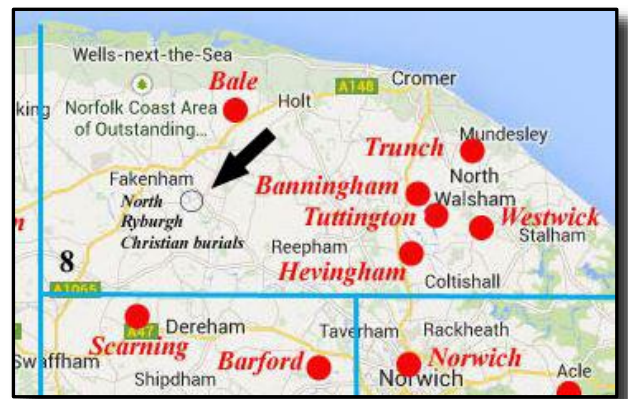 Wells-next-the-Sea
Bale
A148
Cromer
king
Norfolk Coast Area
of Outstanding...
Holt
Mundesley
Trunch
North
Walsham
Fakenham
North
Ryburgh
Christian burials
Banningham
Tuttington
Westwick
Stalham
Reepham
Hevingham
8
Coltishall
A1065
A47
Dereham
Scarning
Taverham
Rackheath
Swaffham
Shipdham
Barford
Norwich
Norwich
Acle